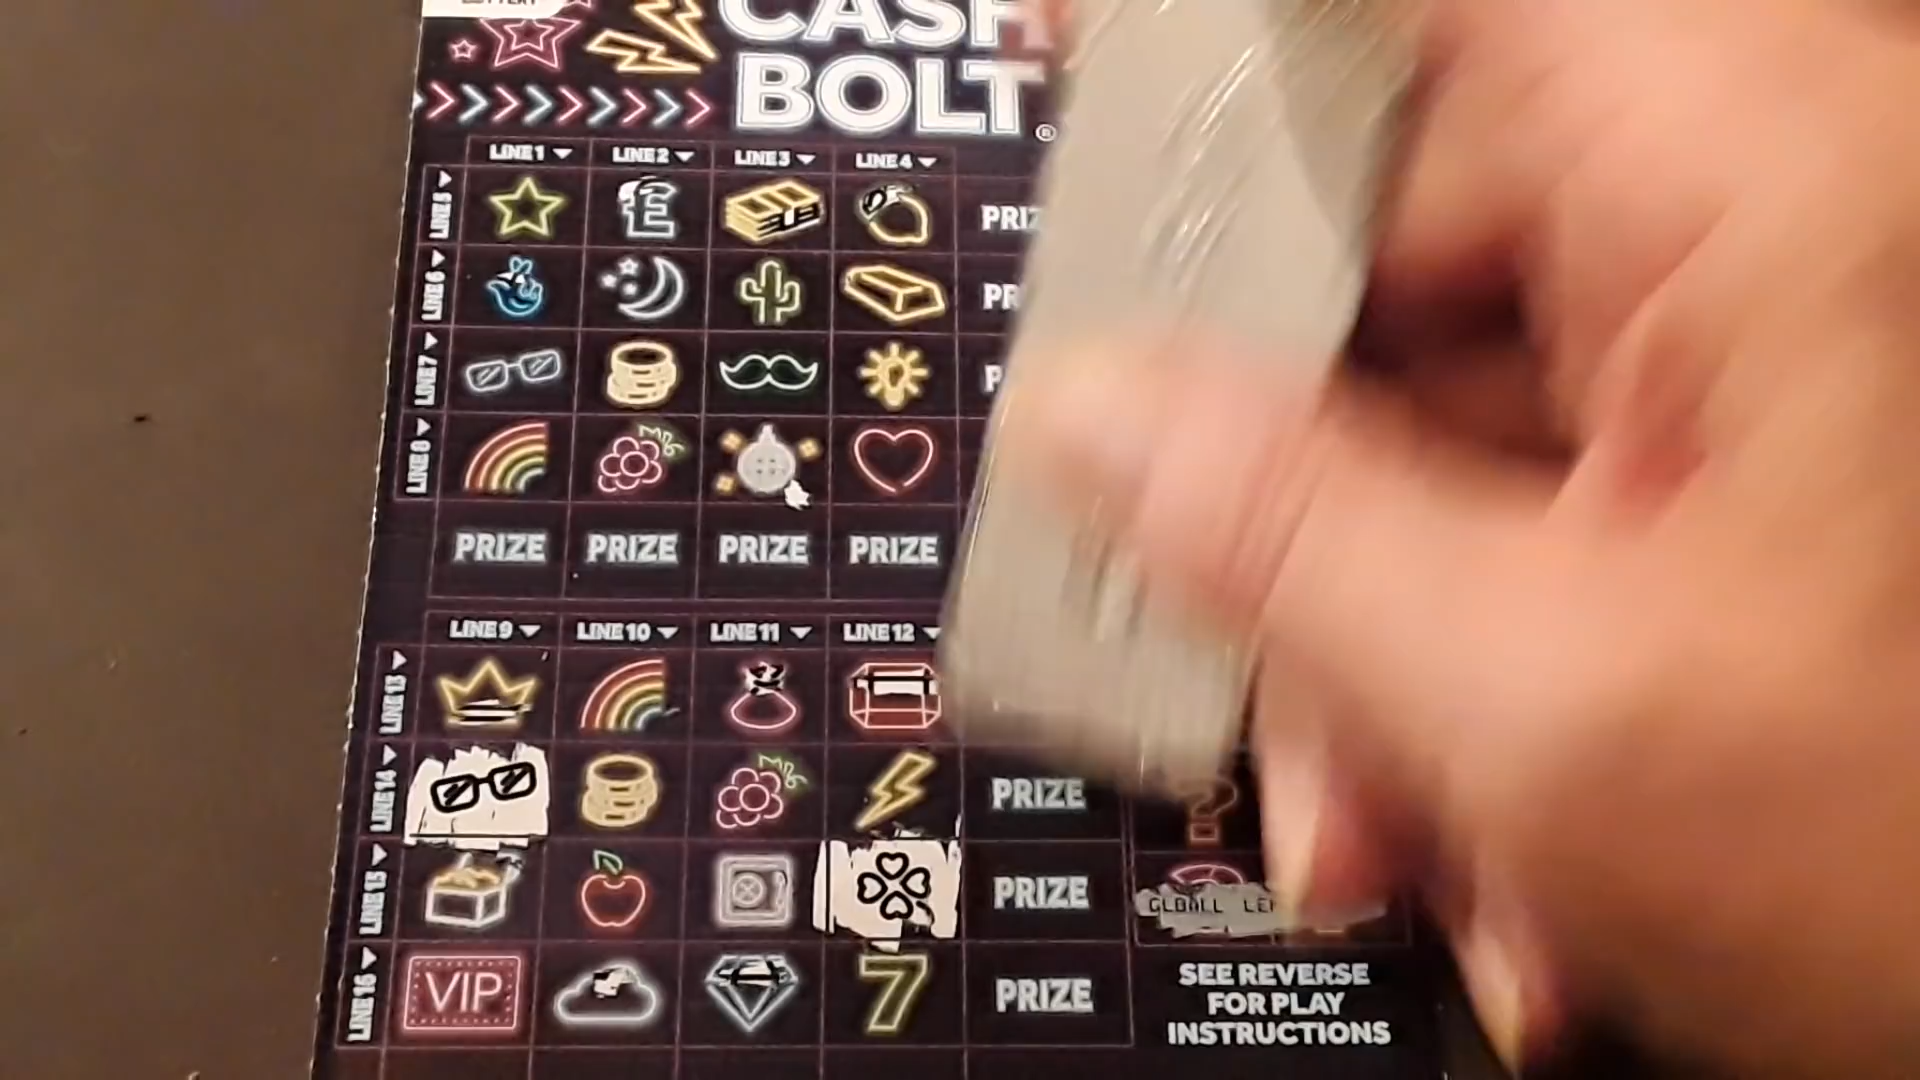 CASH
BOLT®
LINE 1 LINE 2 LINE 3 LINE 4
LINE 5
£
LINE 6
LINE 7
LINE 8
PRIZE PRIZE PRIZE PRIZE
LINE 9 LINE 10 LINE 11 LINE 12
LINE 13
LINE 14 PRIZE ?
LINE 15 PRIZE
LINE 16 VIP 7 PRIZE
SEE REVERSE
FOR PLAY
INSTRUCTIONS